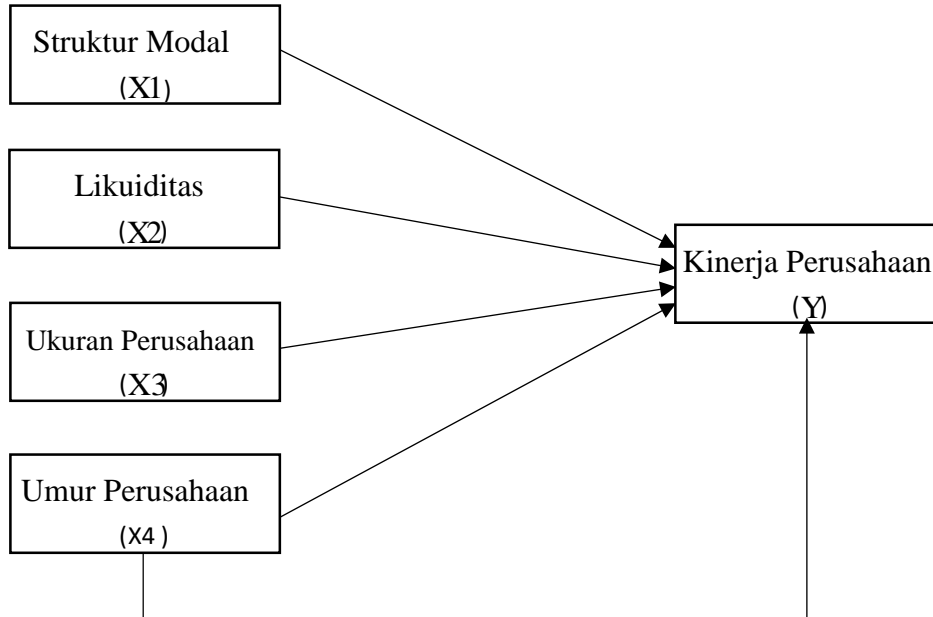 Struktur Modal
(X1)
Likuiditas
(X2)
Ukuran Perusahaan
(X3)
Umur Perusahaan
(X4 )
Kinerja Perusahaan
(Y)